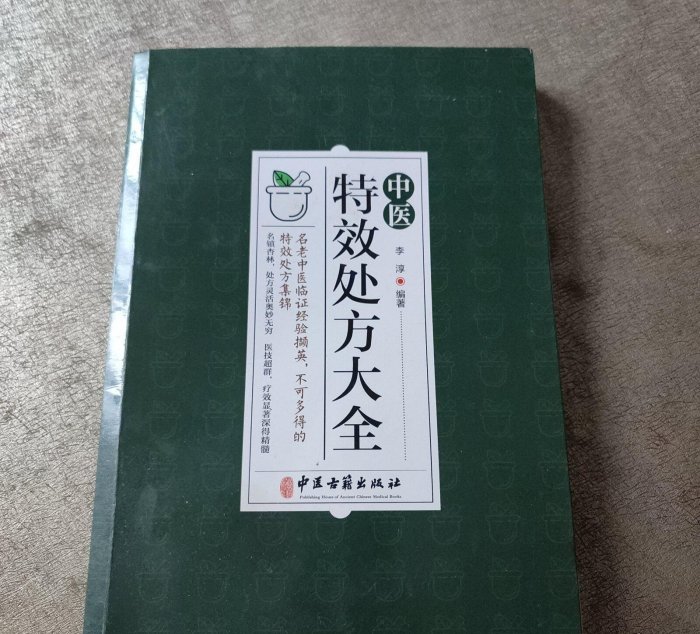 中医
特效处方大全
李淳 编著
名老中医临证经验撷英，不可多得的
特效处方集锦
名镇杏林，处方灵活奥妙无穷 医技超群，疗效显著深得精髓
中医古籍出版社
Publishing House of Ancient Chinese Medical Books